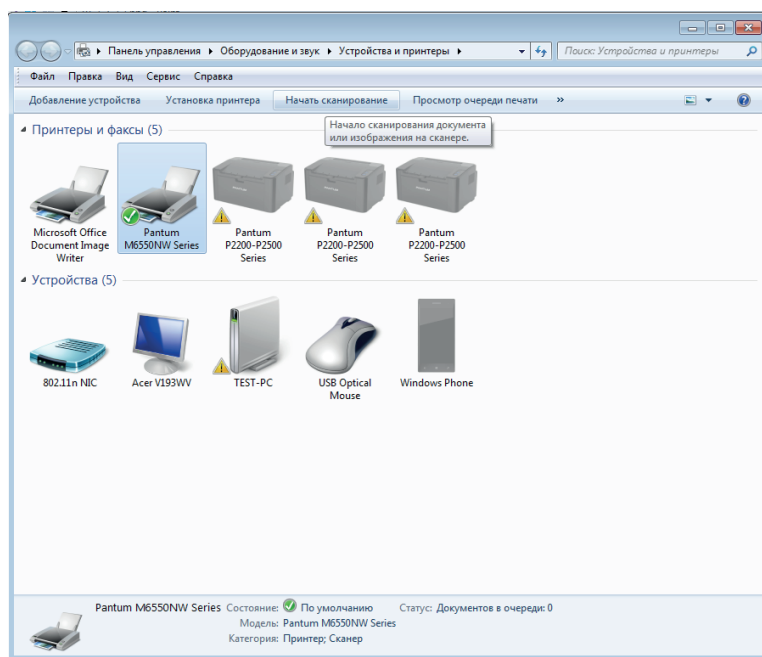 Панель управления ▸ Оборудование и звук ▸ Устройства и принтеры ▸
Поиск: Устройства и принтеры
Файл Правка Вид Сервис Справка
Добавление устройства Установка принтера Начать сканирование Просмотр очереди печати »
Начало сканирования документа
или изображения на сканере.
Принтеры и факсы (5)
Microsoft Office
Document Image
Writer
Pantum
M6550NW Series
Pantum
P2200-P2500
Series
Pantum
P2200-P2500
Series
Pantum
P2200-P2500
Series
Устройства (5)
802.11n NIC
Acer V193WV
TEST-PC
USB Optical
Mouse
Windows Phone
Pantum M6550NW Series Состояние: По умолчанию Статус: Документов в очереди: 0
Модель: Pantum M6550NW Series
Категория: Принтер; Сканер